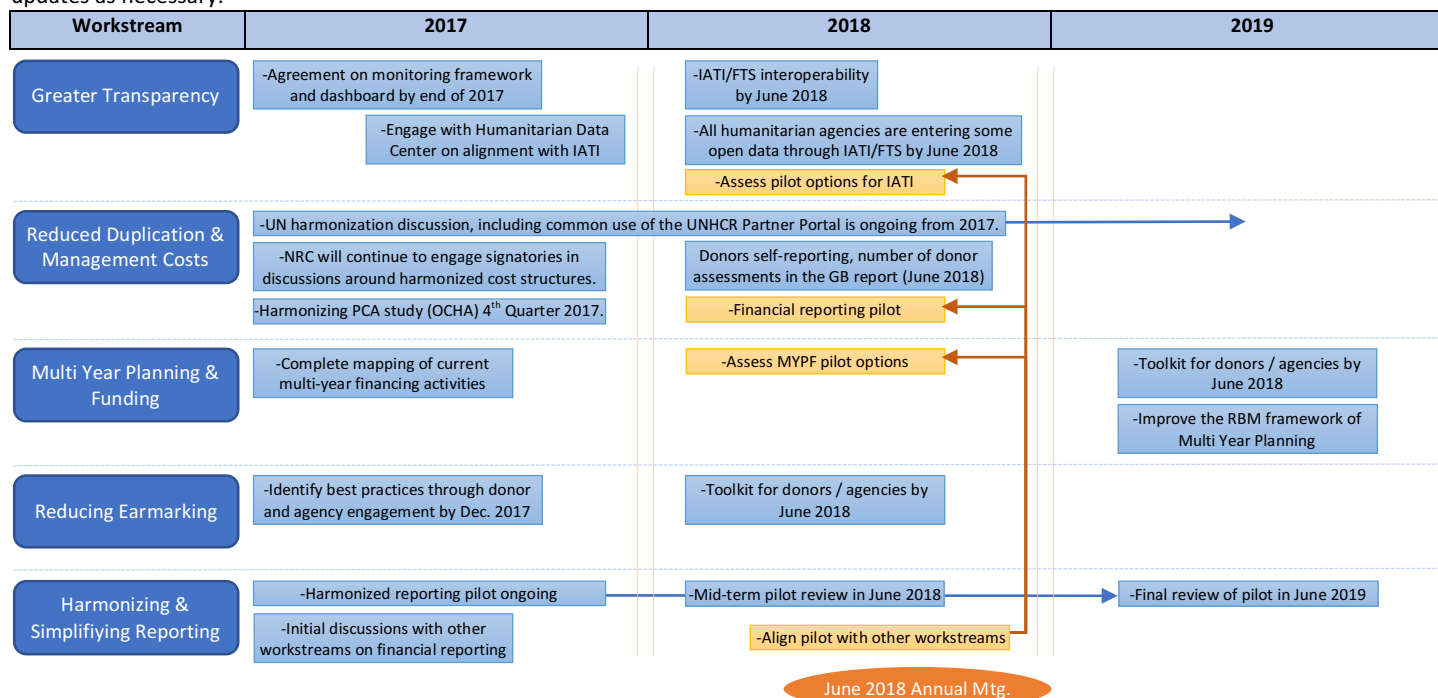 updates as necessary.
Workstream
2017
2018
2019
Greater Transparency
-Agreement on monitoring framework
and dashboard by end of 2017
-Engage with Humanitarian Data
Center on alignment with IATI
-IATI/FTS interoperability
by June 2018
-All humanitarian agencies are entering some
open data through IATI/FTS by June 2018
-Assess pilot options for IATI
Reduced Duplication &
Management Costs
-UN harmonization discussion, including common use of the UNHCR Partner Portal is ongoing from 2017.
-NRC will continue to engage signatories in
discussions around harmonized cost structures.
-Harmonizing PCA study (OCHA) 4th Quarter 2017.
Donors self-reporting, number of donor
assessments in the GB report (June 2018)
-Financial reporting pilot
Multi Year Planning &
Funding
-Complete mapping of current
multi-year financing activities
-Assess MYPF pilot options
-Toolkit for donors / agencies by
June 2018
-Improve the RBM framework of
Multi Year Planning
Reducing Earmarking
-Identify best practices through donor
and agency engagement by Dec. 2017
-Toolkit for donors / agencies by
June 2018
Harmonizing &
Simplifiying Reporting
-Harmonized reporting pilot ongoing
-Initial discussions with other
workstreams on financial reporting
-Mid-term pilot review in June 2018
-Align pilot with other workstreams
-Final review of pilot in June 2019
June 2018 Annual Mtg.